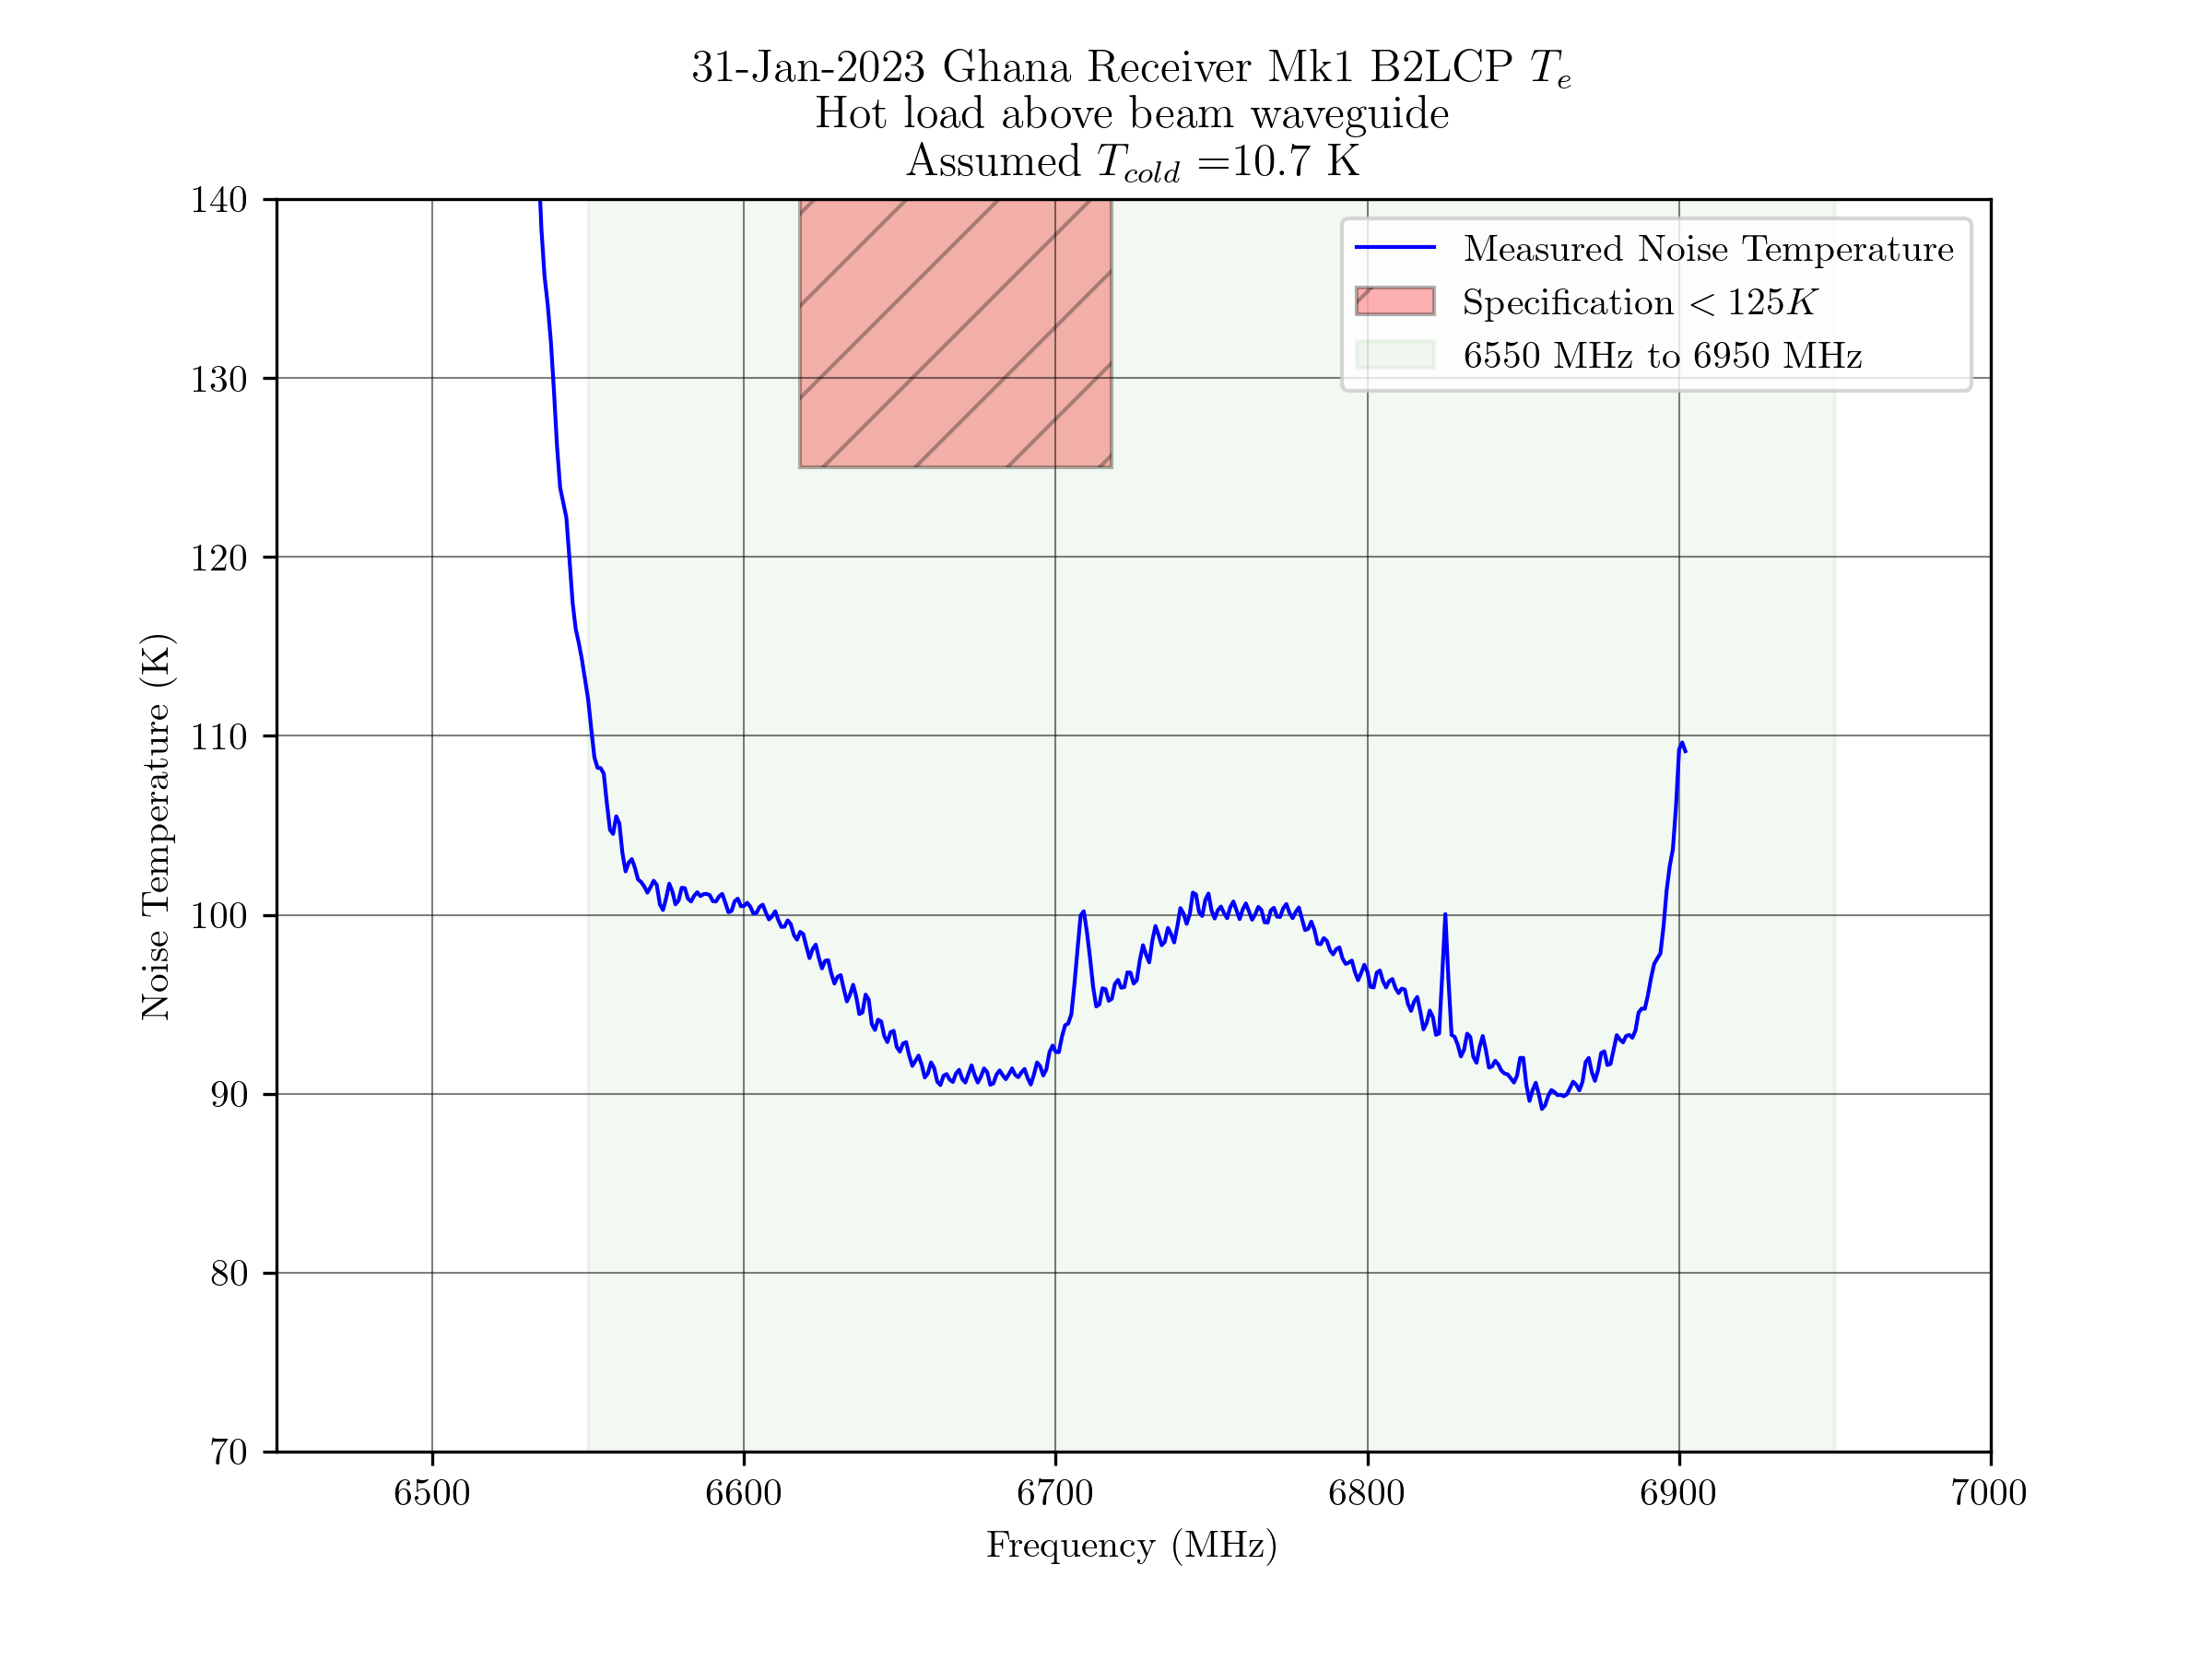 31-Jan-2023 Ghana Receiver Mk1 B2LCP T_e
Hot load above beam waveguide
Assumed T_cold =10.7 K
Measured Noise Temperature
Specification < 125K
6550 MHz to 6950 MHz
140
130
120
110
100
90
80
70
Noise Temperature (K)
6500 6600 6700 6800 6900 7000
Frequency (MHz)